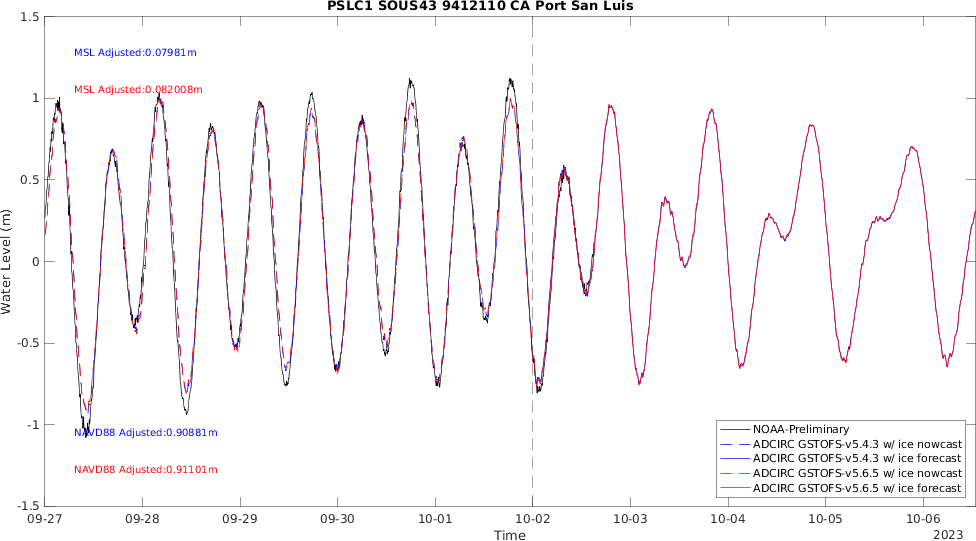 PSLC1 SOUS43 9412110 CA Port San Luis
1.5
MSL Adjusted:0.07981m
1
MSL Adjusted:0.082008m
0.5
0
Water Level (m)
-0.5
-1
NAVD88 Adjusted:0.90881m
NAVD88 Adjusted:0.91101m
-1.5
NOAA-Preliminary
ADCIRC GSTOFS-v5.4.3 w/ ice nowcast
ADCIRC GSTOFS-v5.4.3 w/ ice forecast
ADCIRC GSTOFS-v5.6.5 w/ ice nowcast
ADCIRC GSTOFS-v5.6.5 w/ ice forecast
09-27 09-28 09-29 09-30 10-01 10-02 10-03 10-04 10-05 10-06
Time
2023